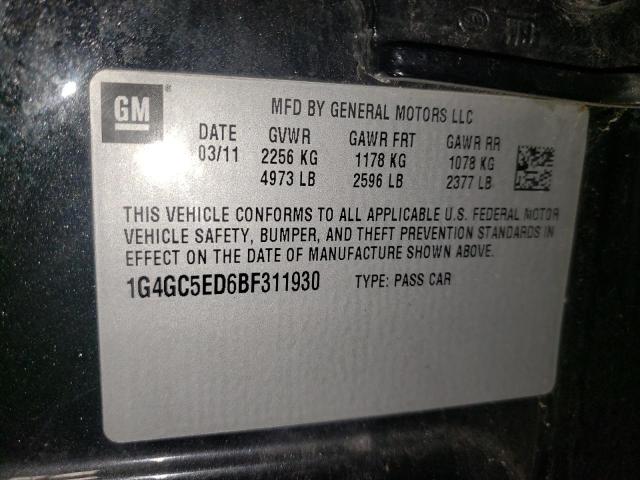 GM
MFD BY GENERAL MOTORS LLC
DATE GVWR GAWR FRT GAWR RR
03/11 2256 KG 1178 KG 1078 KG
4973 LB 2596 LB 2377 LB
THIS VEHICLE CONFORMS TO ALL APPLICABLE U.S. FEDERAL MOTOR
VEHICLE SAFETY, BUMPER, AND THEFT PREVENTION STANDARDS IN
EFFECT ON THE DATE OF MANUFACTURE SHOWN ABOVE.
1G4GC5ED6BF311930 TYPE: PASS CAR